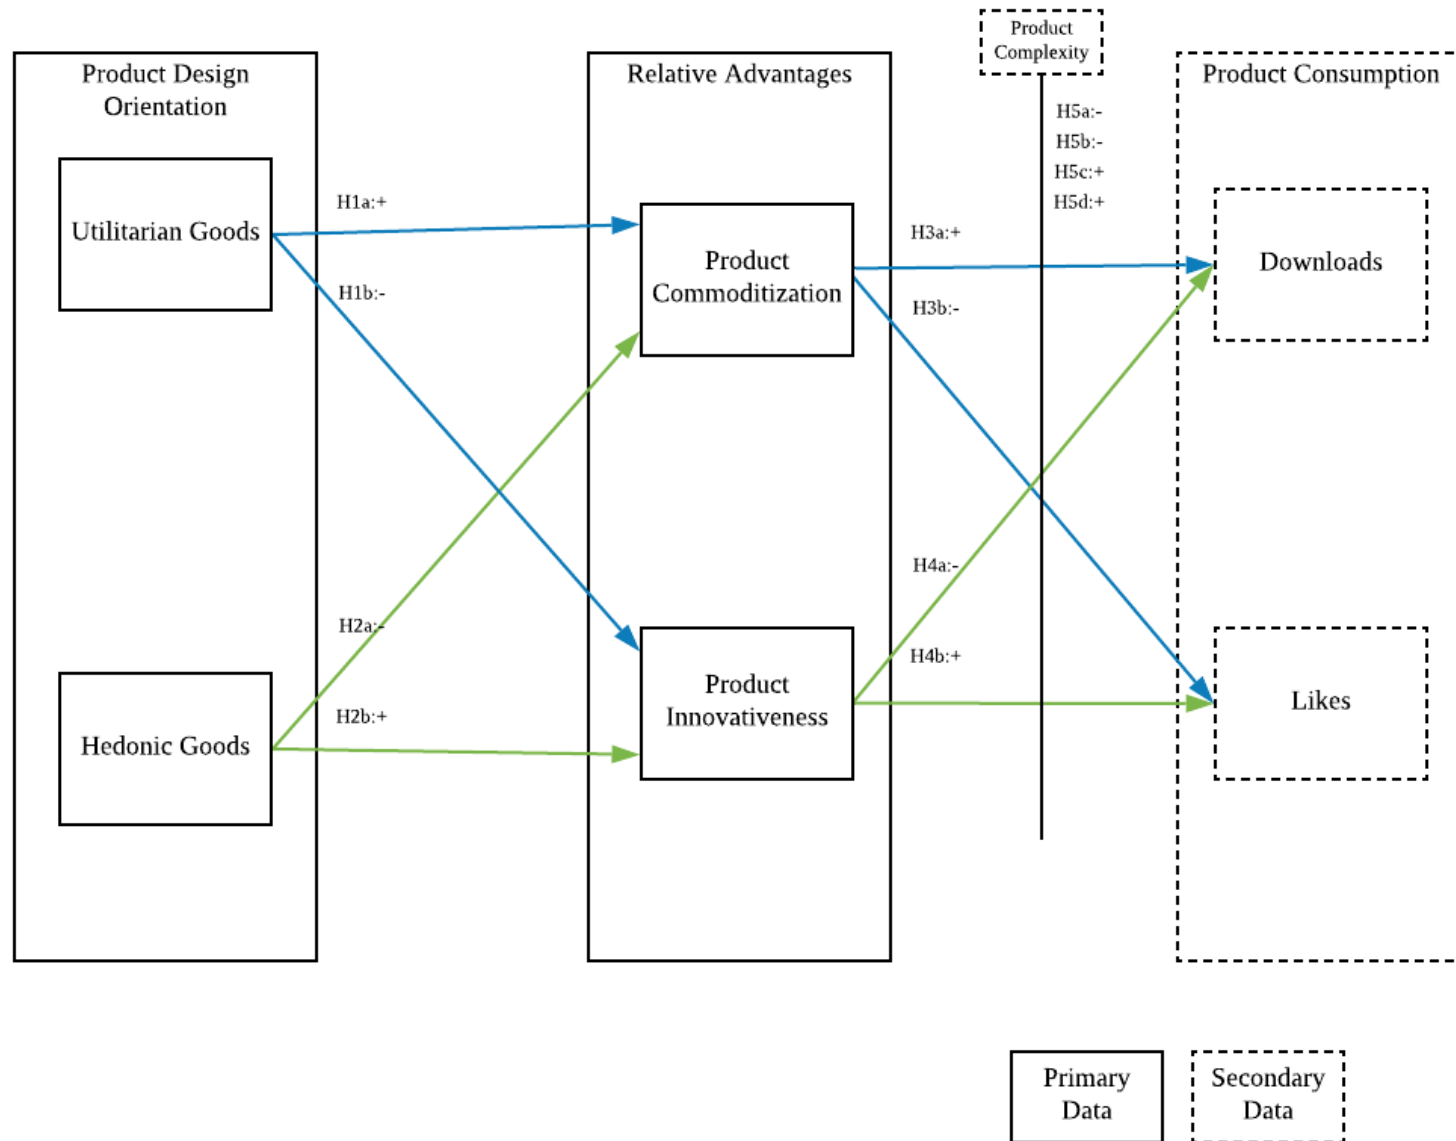 Product Design
Orientation
Utilitarian Goods
Hedonic Goods
H1a:+
H1b:-
H2a:-
H2b:+
Relative Advantages
Product
Commoditization
Product
Innovativeness
Product
Complexity
H5a:-
H5b:-
H5c:+
H5d:+
H3a:+
H3b:-
H4a:-
H4b:+
Product Consumption
Downloads
Likes
Primary
Data
Secondary
Data